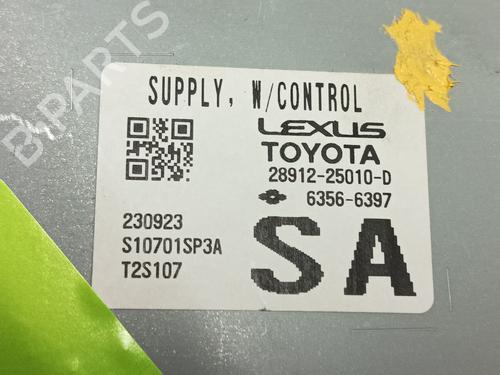 SUPPLY, W/CONTROL
LEXUS
TOYOTA
28912-25010-D
6356-6397
230923
S10701SP3A
T2S107
SA
B-PARTS